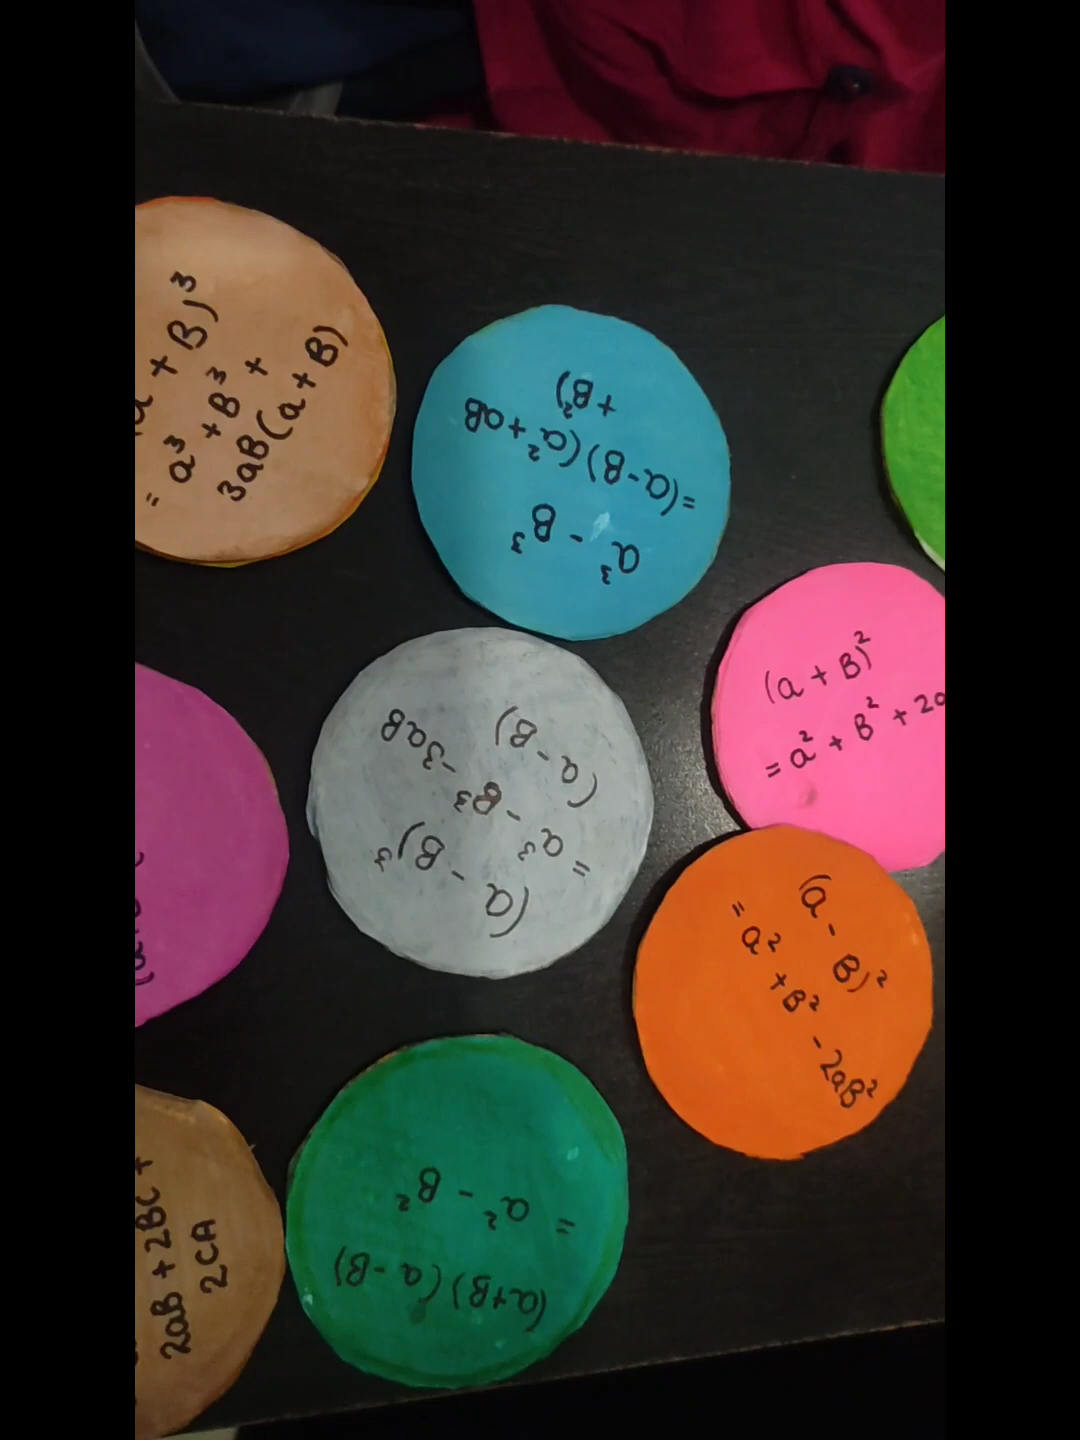 + B)³
= a³ + B³ +
3aB(a+B)
a³ - B³
=(a-B)(a²+aB
+B²)
(a + B)²
= a² + B² + 2a
(a - B)³
= a³ - B³ - 3aB
(a - B)
(a - B)²
= a² + B² - 2aB²
(a+B)(a-B)
= a² - B²
2aB + 2BC +
2CA